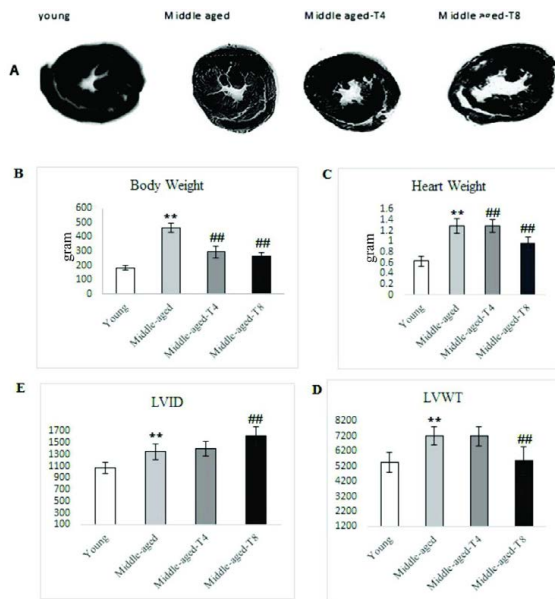 young Middle aged Middle aged-T4 Middle aged-T8
A
B
Body Weight
gram
600
500
400
300
200
100
0
** ## ##
Young Middle-aged Middle-aged-T4 Middle-aged-T8
C
Heart Weight
gram
1.6
1.4
1.2
1
0.8
0.6
0.4
0.2
0
** ## ##
Young Middle-aged Middle-aged-T4 Middle-aged-T8
E
LVID
1700
1500
1300
1100
900
700
500
300
100
** ##
Young Middle-aged Middle-aged-T4 Middle-aged-T8
D
LVWT
8200
7200
6200
5200
4200
3200
2200
1200
** ##
Young Middle-aged Middle-aged-T4 Middle-aged-T8